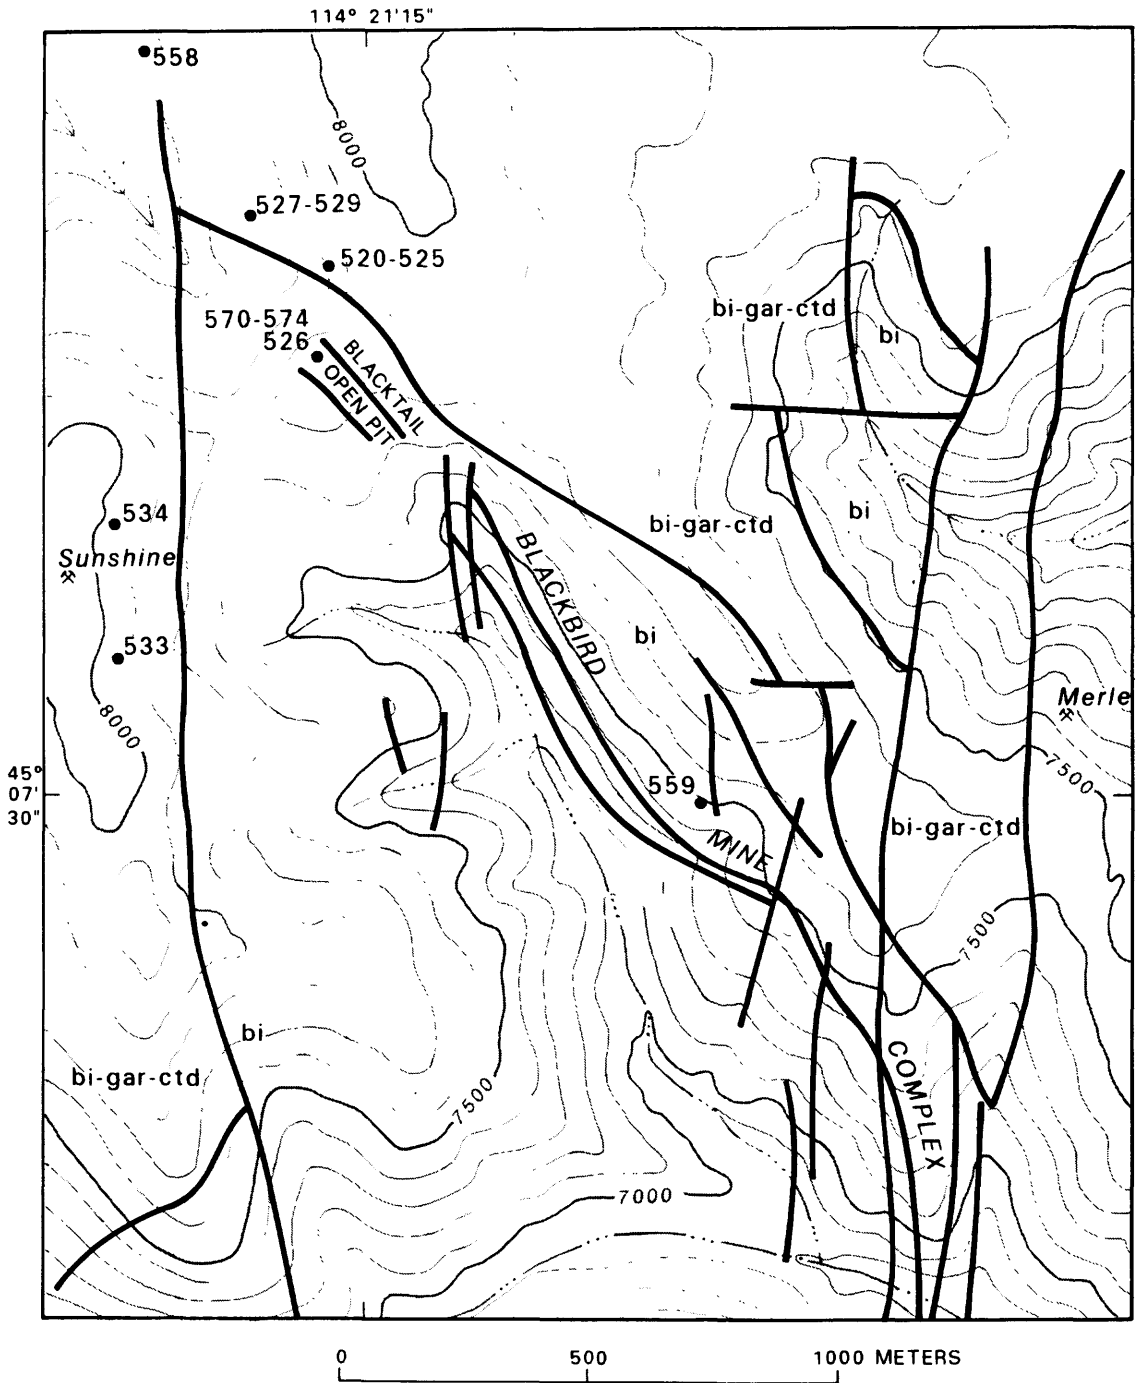 114° 21'15"
558
8000
527-529
520-525
570-574
526
BLACKTAIL
OPEN PIT
bi-gar-ctd
bi
534
Sunshine
bi-gar-ctd
bi
BLACKBIRD
bi
533
8000
Merle
45°
07'
30"
559
7500
MINE
bi-gar-ctd
7500
bi
bi-gar-ctd
7500
COMPLEX
7000
0 500 1000 METERS